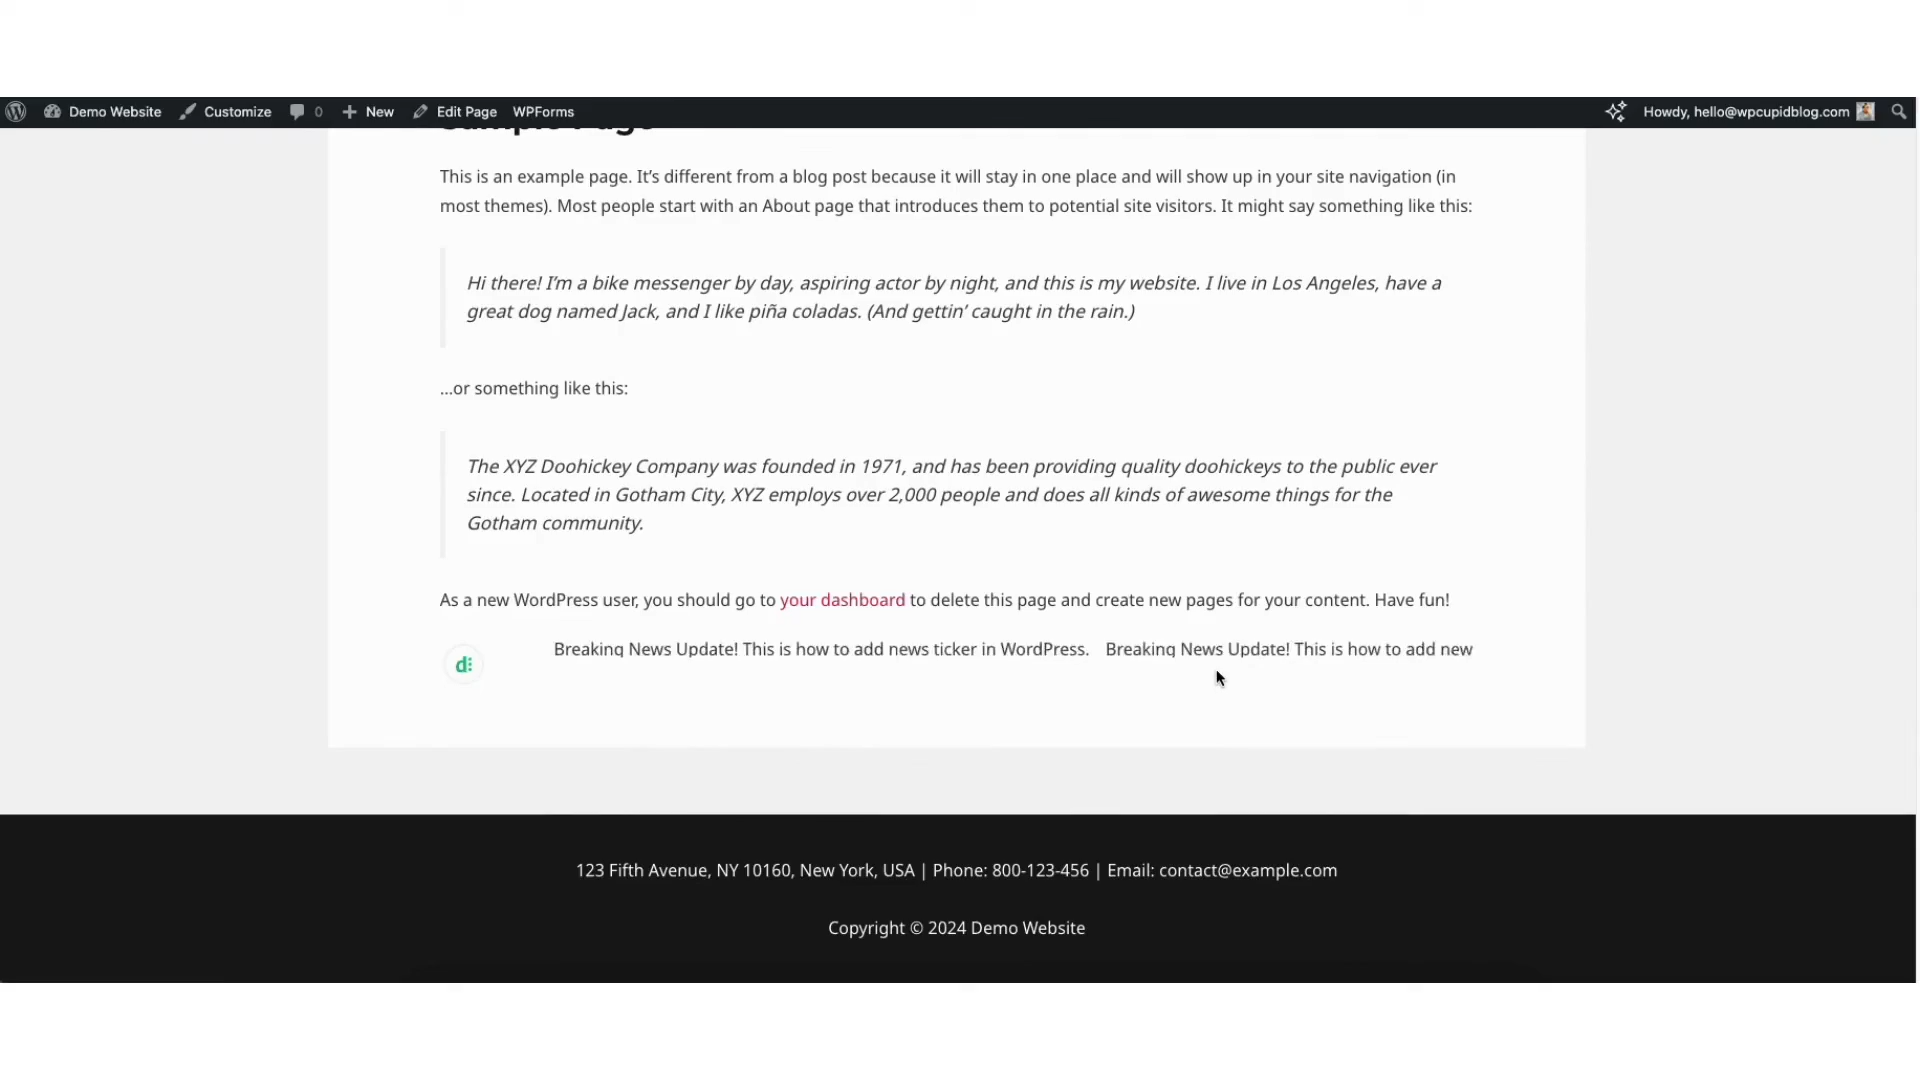 Demo Website Customize 0 New Edit Page WPForms Howdy, hello@wpcupidblog.com
Sample Page
This is an example page. It’s different from a blog post because it will stay in one place and will show up in your site navigation (in
most themes). Most people start with an About page that introduces them to potential site visitors. It might say something like this:
Hi there! I’m a bike messenger by day, aspiring actor by night, and this is my website. I live in Los Angeles, have a
great dog named Jack, and I like piña coladas. (And gettin’ caught in the rain.)
…or something like this:
The XYZ Doohickey Company was founded in 1971, and has been providing quality doohickeys to the public ever
since. Located in Gotham City, XYZ employs over 2,000 people and does all kinds of awesome things for the
Gotham community.
As a new WordPress user, you should go to your dashboard to delete this page and create new pages for your content. Have fun!
d
Breaking News Update! This is how to add news ticker in WordPress. Breaking News Update! This is how to add new
123 Fifth Avenue, NY 10160, New York, USA | Phone: 800-123-456 | Email: contact@example.com
Copyright © 2024 Demo Website